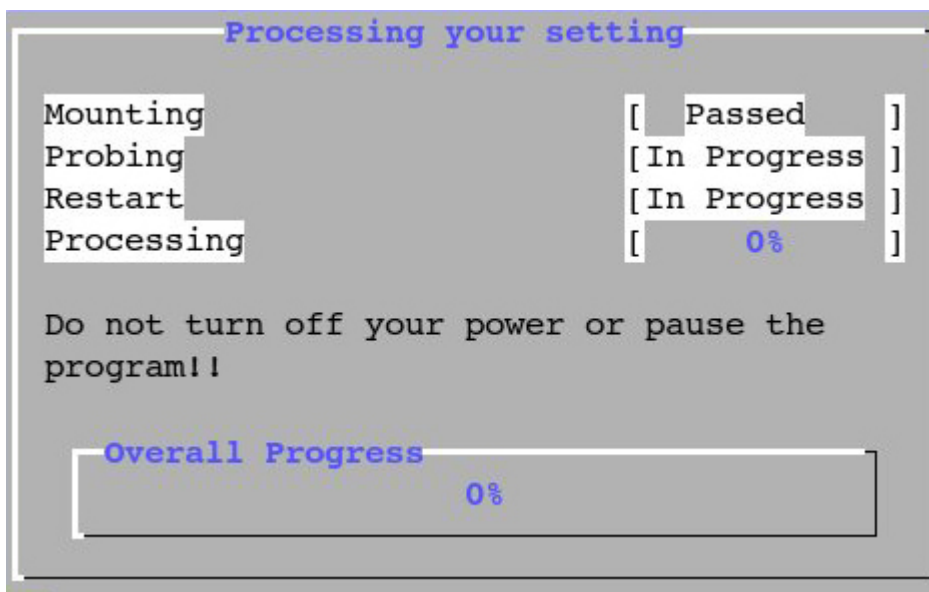 Processing your setting
Mounting [ Passed ]
Probing [In Progress ]
Restart [In Progress ]
Processing [ 0% ]
Do not turn off your power or pause the
program!!
Overall Progress
0%